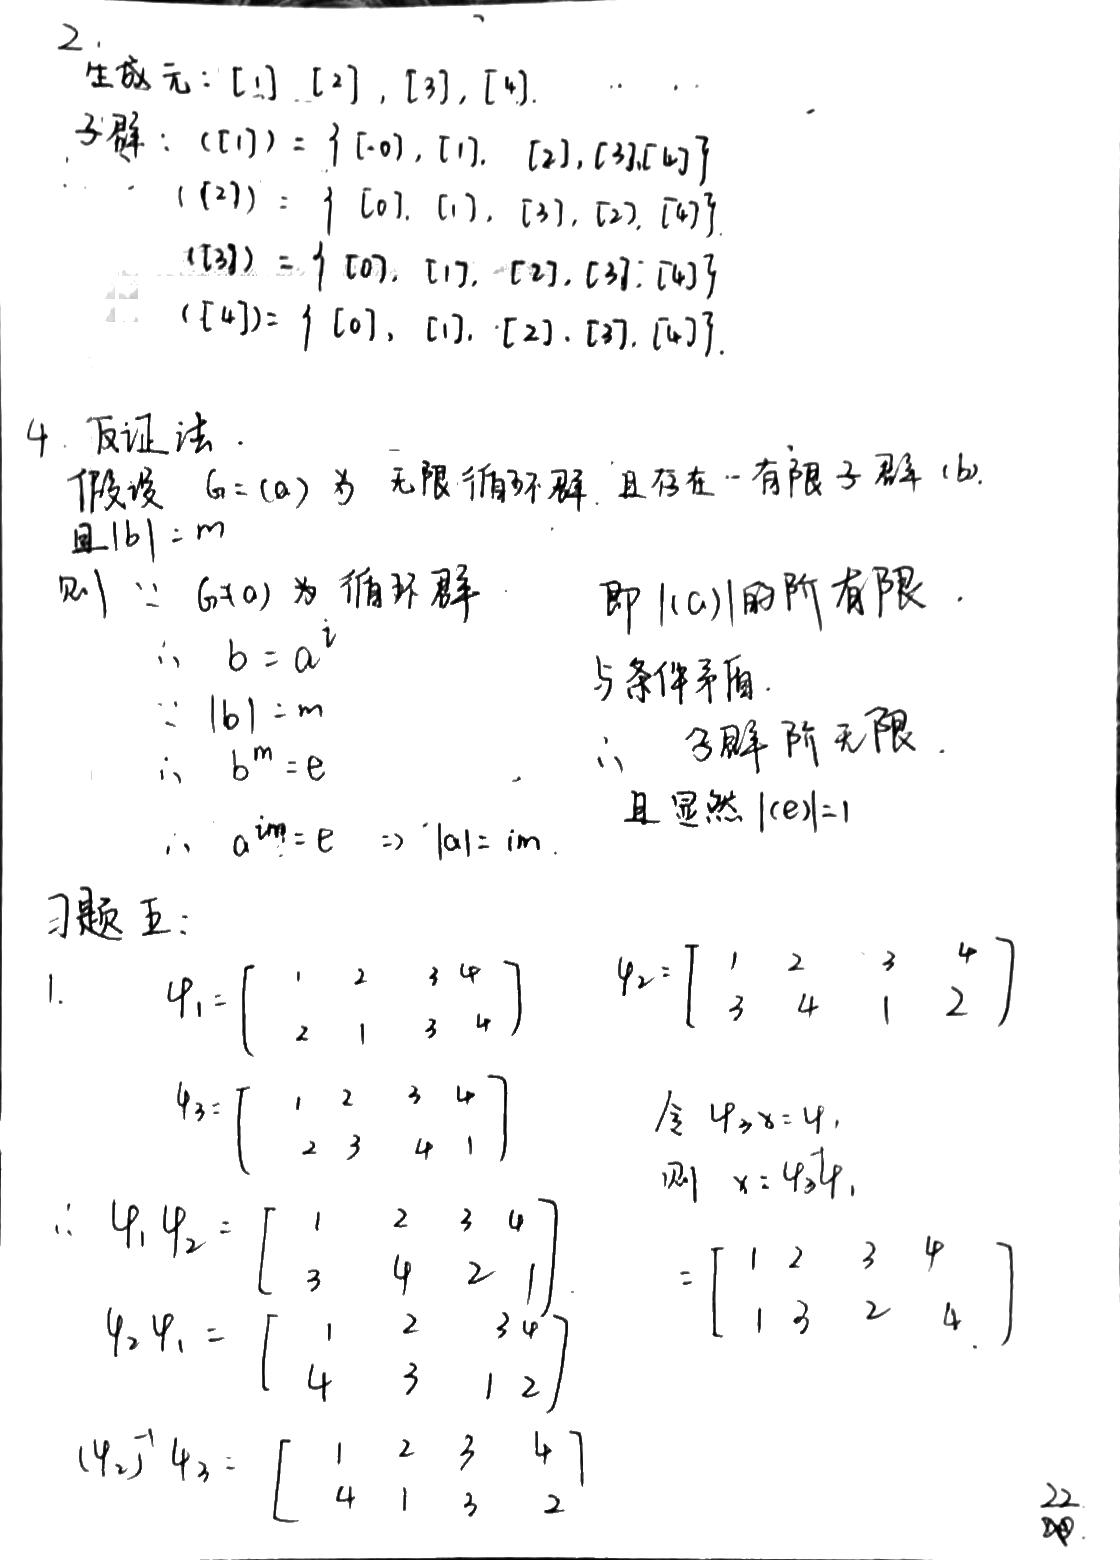 2.
生成元: [1] [2], [3], [4].
子群: ([1]) = {[0], [1], [2], [3], [4]}
([2]) = {[0], [1], [3], [2], [4]}.
([3]) = {[0], [1], [2], [3], [4]}
([4]) = {[0], [1], [2], [3], [4]}.
4. 反证法.
假设 G=(a) 为 无限循环群. 且存在一有限子群 (b).
且|b|=m
则 ∵ G=(a) 为 循环群
∴ b = a^i
∵ |b| = m
∴ b^m = e
∴ a^{im} = e ⇒ |a| = im.
即 |(a)| 的阶有限.
与条件矛盾.
∴ 子群阶无限.
且显然 |(e)|=1
习题五:
1. φ₁ = [ 1 2 3 4
2 1 3 4 ]
φ₂ = [ 1 2 3 4
3 4 1 2 ]
φ₃ = [ 1 2 3 4
2 3 4 1 ]
∴ φ₁φ₂ = [ 1 2 3 4
3 4 2 1 ]
φ₂φ₁ = [ 1 2 3 4
4 3 1 2 ]
(φ₂)⁻¹φ₃ = [ 1 2 3 4
4 1 3 2 ]
令 φ₃x = φ₁
则 x = φ₃⁻¹φ₁
= [ 1 2 3 4
1 3 2 4 ]
22